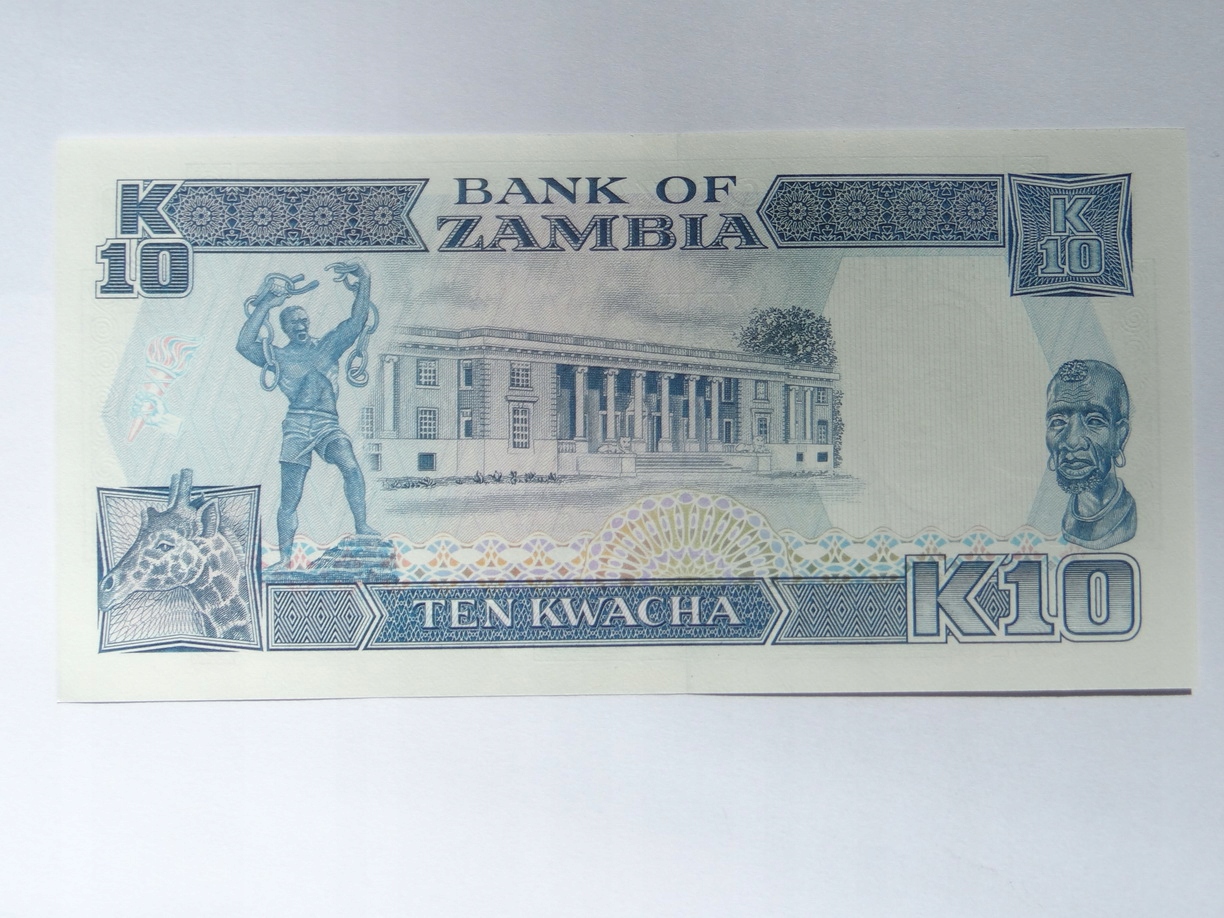 K
10
BANK OF
ZAMBIA
K
10
TEN KWACHA
K10